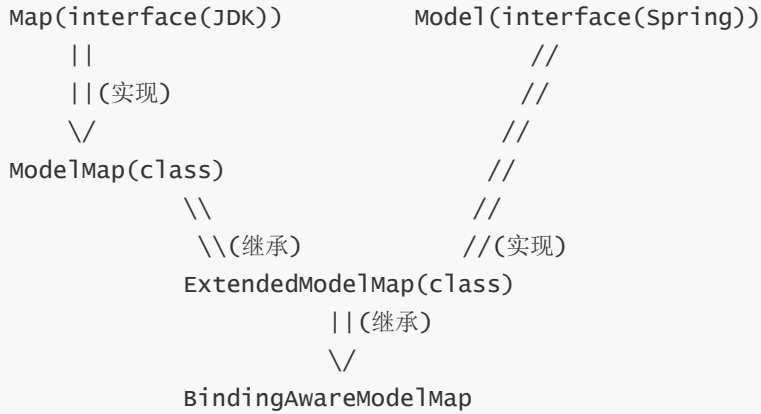 Map(interface(JDK)) Model(interface(Spring))
|| //
||(实现) //
\/ //
ModelMap(class) //
\\ //
\\(继承) //(实现)
ExtendedModelMap(class)
||(继承)
\/
BindingAwareModelMap